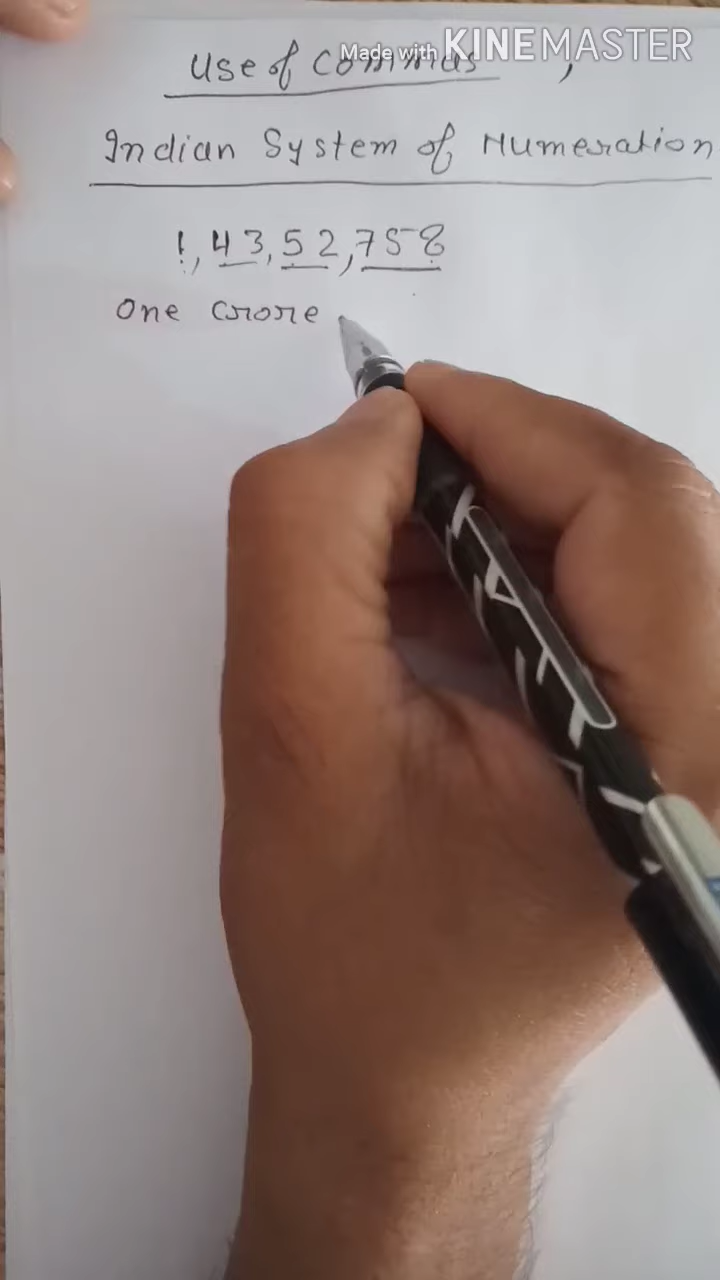 Made with KINEMASTER
Use of Commas ,
Indian System of Numeration
1,43,52,758
One Crore